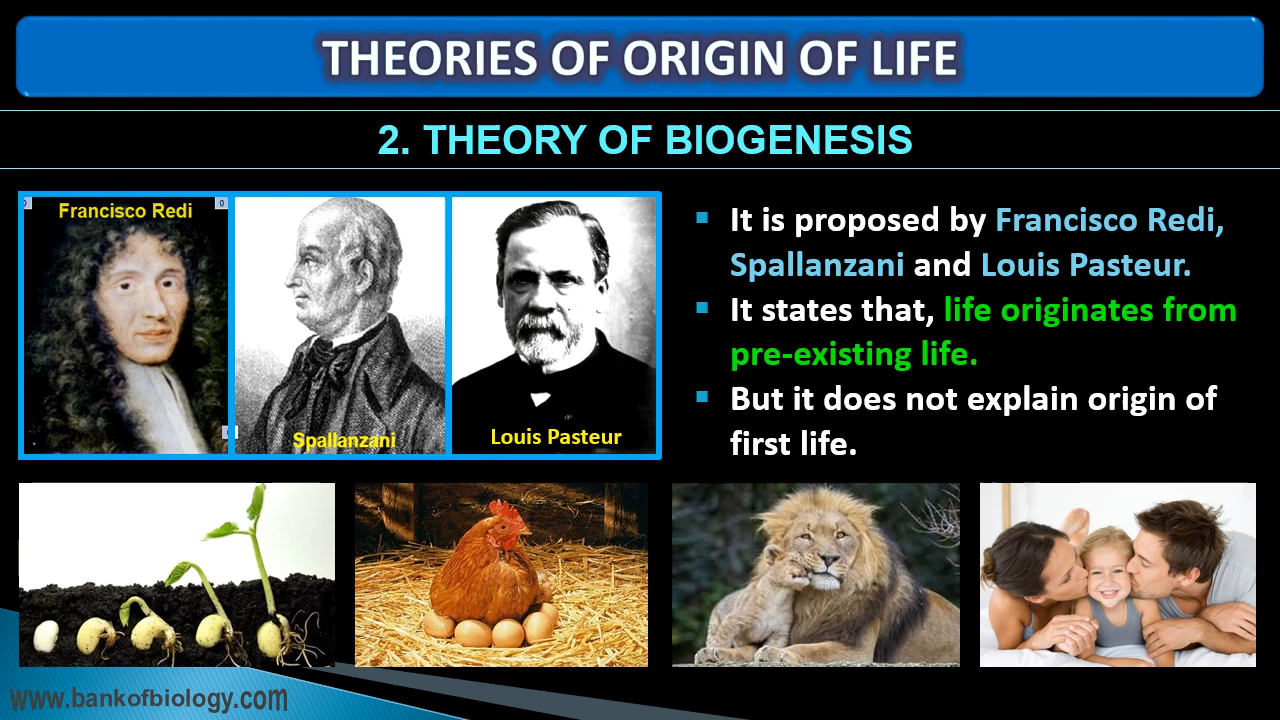 THEORIES OF ORIGIN OF LIFE
2. THEORY OF BIOGENESIS
0
0
Francisco Redi
Spallanzani
Louis Pasteur
▪ It is proposed by Francisco Redi,
Spallanzani and Louis Pasteur.
▪ It states that, life originates from
pre-existing life.
▪ But it does not explain origin of
first life.
www.bankofbiology.com